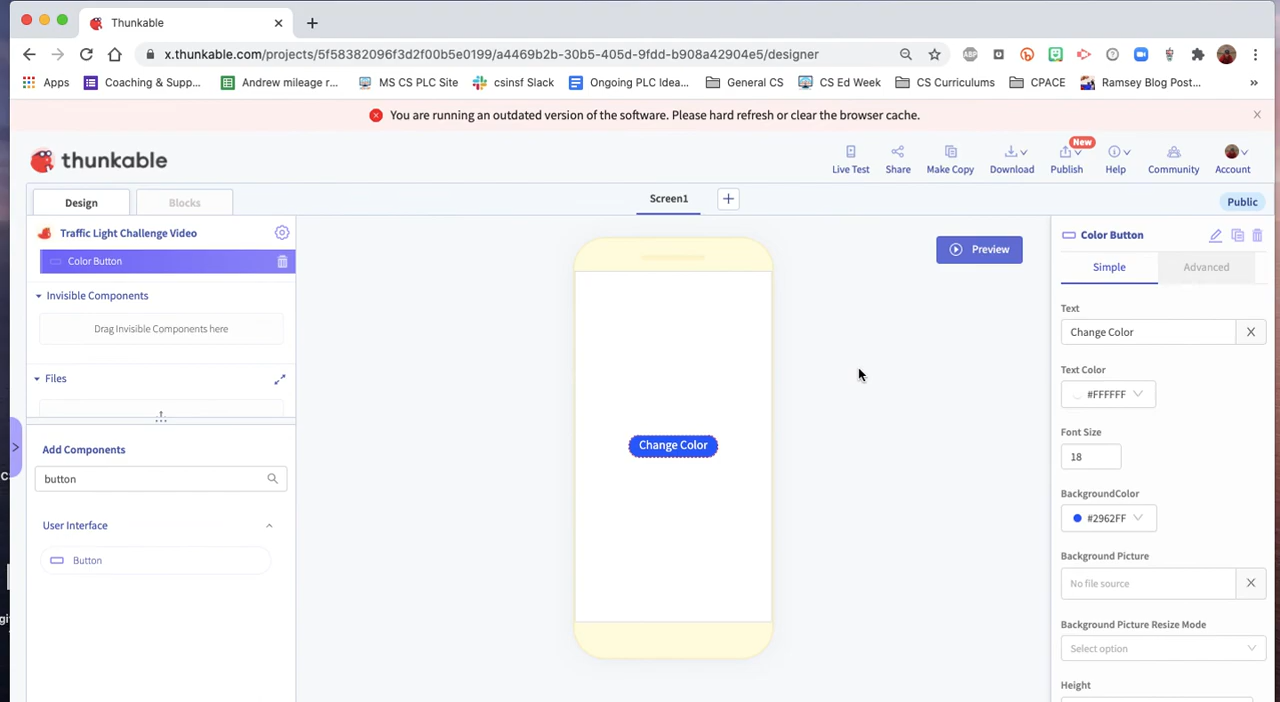 Thunkable
x.thunkable.com/projects/5f58382096f3d2f00b5e0199/a4469b2b-30b5-405d-9fdd-b908a42904e5/designer
ABP
Apps
Coaching & Supp...
Andrew mileage r...
MS CS PLC Site
csinsf Slack
Ongoing PLC Idea...
General CS
CS Ed Week
CS Curriculums
CPACE
Ramsey Blog Post...
»
You are running an outdated version of the software. Please hard refresh or clear the browser cache.
thunkable
Live Test
Share
Make Copy
Download
New
Publish
Help
Community
Account
Design
Blocks
Screen1
Public
Traffic Light Challenge Video
Color Button
Invisible Components
Drag Invisible Components here
Files
Add Components
button
User Interface
Button
Change Color
Preview
Color Button
Simple
Advanced
Text
Change Color
Text Color
#FFFFFF
Font Size
18
BackgroundColor
#2962FF
Background Picture
No file source
Background Picture Resize Mode
Select option
Height